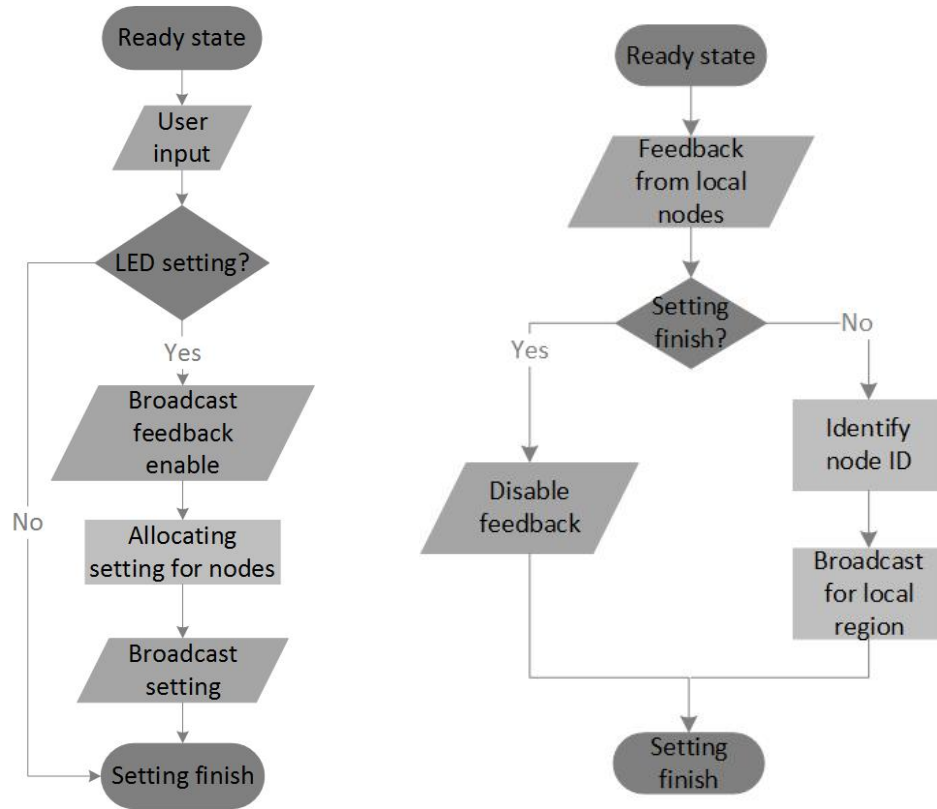 Ready state
User
input
LED setting?
Yes
Broadcast
feedback
enable
No
Allocating
setting for nodes
Broadcast
setting
Setting finish
Ready state
Feedback
from local
nodes
Setting
finish?
Yes
No
Identify
node ID
Disable
feedback
Broadcast
for local
region
Setting
finish